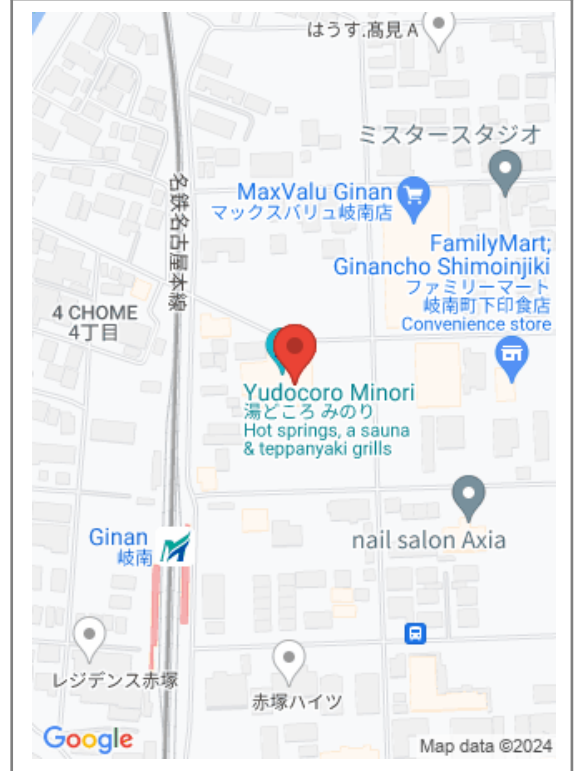 はうす.髙見 A
ミスタースタジオ
MaxValu Ginan
マックスバリュ岐南店
名鉄名古屋本線
FamilyMart;
Ginancho Shimoinjiki
ファミリーマート
岐南町下印食店
Convenience store
4 CHOME
4丁目
Yudocoro Minori
湯どころ みのり
Hot springs, a sauna
& teppanyaki grills
Ginan
岐南
nail salon Axia
レジデンス赤塚
赤塚ハイツ
Google
Map data ©2024